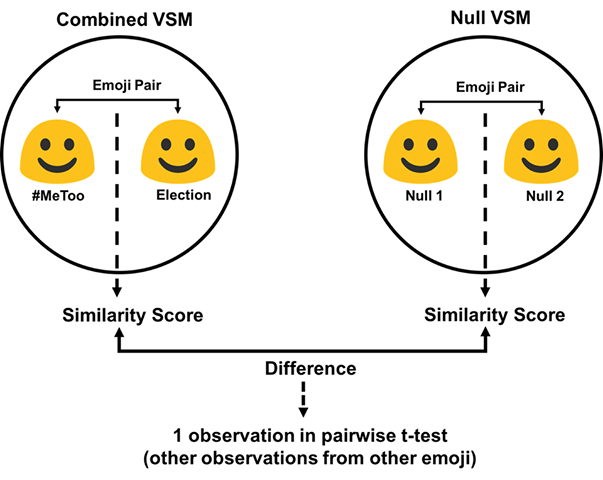 Combined VSM
Null VSM
Emoji Pair
Emoji Pair
#MeToo
Election
Null 1
Null 2
Similarity Score
Similarity Score
Difference
1 observation in pairwise t-test
(other observations from other emoji)